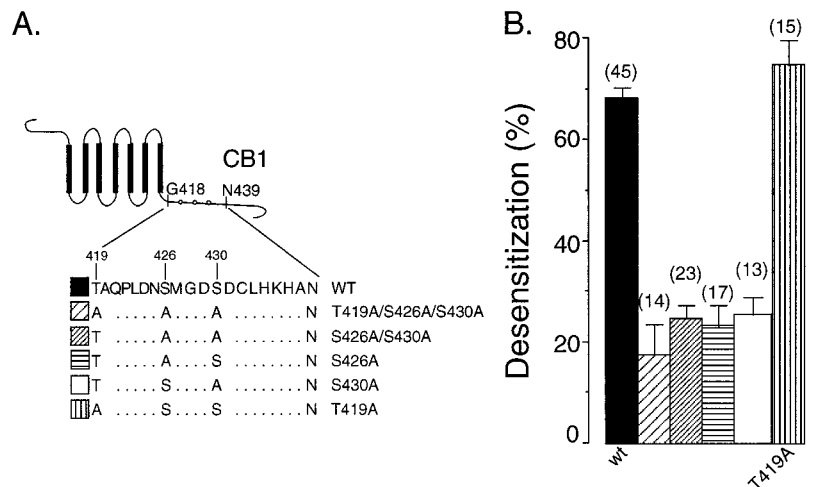 A.
CB1
G418 N439
419 426 430
TAQPLDNSMGDSDCLHKHAN WT
A .....A....A ........N T419A/S426A/S430A
T .....A....A ........N S426A/S430A
T .....A....S ........N S426A
T .....S....A ........N S430A
A .....S....S ........N T419A
B.
Desensitization (%)
80
60
40
20
0
(45)
(14)
(23)
(17)
(13)
(15)
wt
T419A